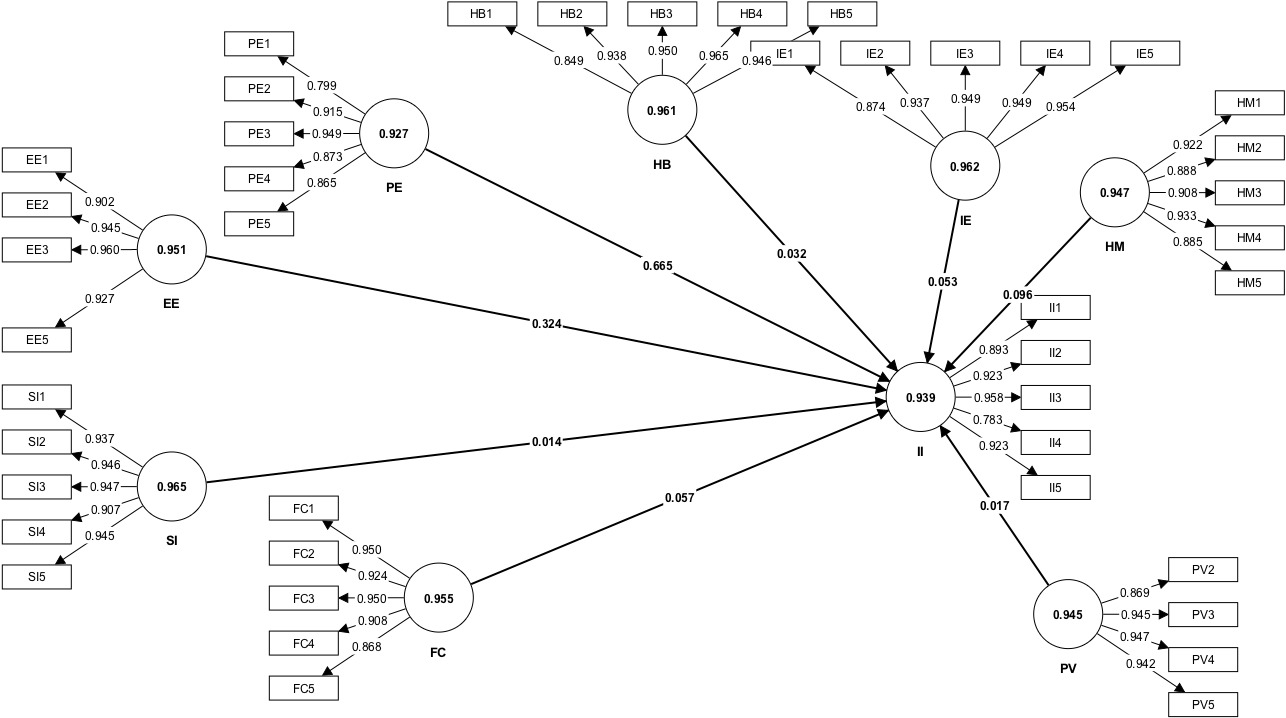 HB1
HB2
HB3
HB4
HB5
0.849
0.938
0.950
0.965
0.946
0.961
HB
IE1
IE2
IE3
IE4
IE5
0.874
0.937
0.949
0.949
0.954
0.962
IE
PE1
PE2
PE3
PE4
PE5
0.799
0.915
0.949
0.873
0.865
0.927
PE
HM1
HM2
HM3
HM4
HM5
0.922
0.888
0.908
0.933
0.885
0.947
HM
EE1
EE2
EE3
EE5
0.902
0.945
0.960
0.927
0.951
EE
0.665
0.032
0.053
0.096
0.324
0.014
0.057
0.017
II1
II2
II3
II4
II5
0.893
0.923
0.958
0.783
0.923
0.939
II
SI1
SI2
SI3
SI4
SI5
0.937
0.946
0.947
0.907
0.945
0.965
SI
FC1
FC2
FC3
FC4
FC5
0.950
0.924
0.950
0.908
0.868
0.955
FC
PV2
PV3
PV4
PV5
0.869
0.945
0.947
0.942
0.945
PV